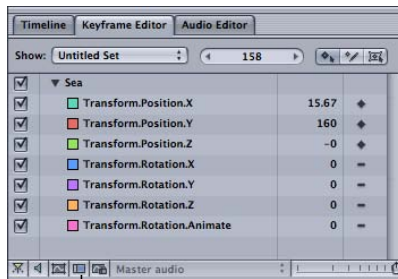 Timeline Keyframe Editor Audio Editor
Show: Untitled Set 158
Sea
Transform.Position.X 15.67
Transform.Position.Y 160
Transform.Position.Z -0
Transform.Rotation.X 0
Transform.Rotation.Y 0
Transform.Rotation.Z 0
Transform.Rotation.Animate 0
Master audio